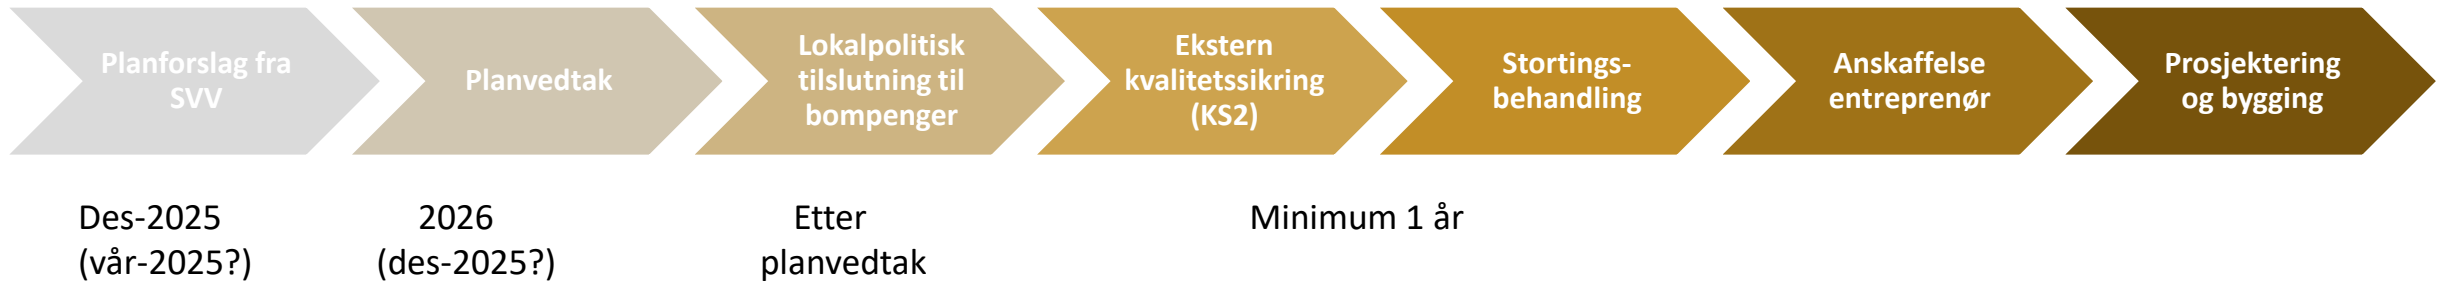 Planforslag fra
SVV
Planvedtak
Lokalpolitisk
tilslutning til
bompenger
Ekstern
kvalitetssikring
(KS2)
Stortings-
behandling
Anskaffelse
entreprenør
Prosjektering
og bygging
Des-2025
(vår-2025?)
2026
(des-2025?)
Etter
planvedtak
Minimum 1 år